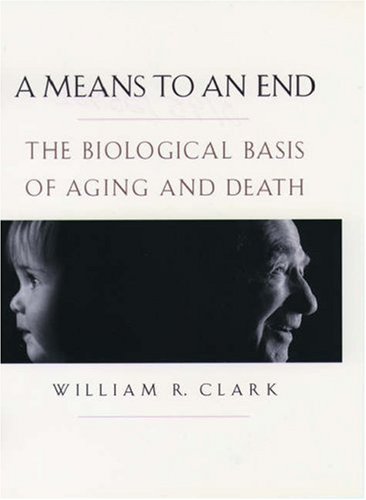 A MEANS TO AN END
THE BIOLOGICAL BASIS
OF AGING AND DEATH
WILLIAM R. CLARK